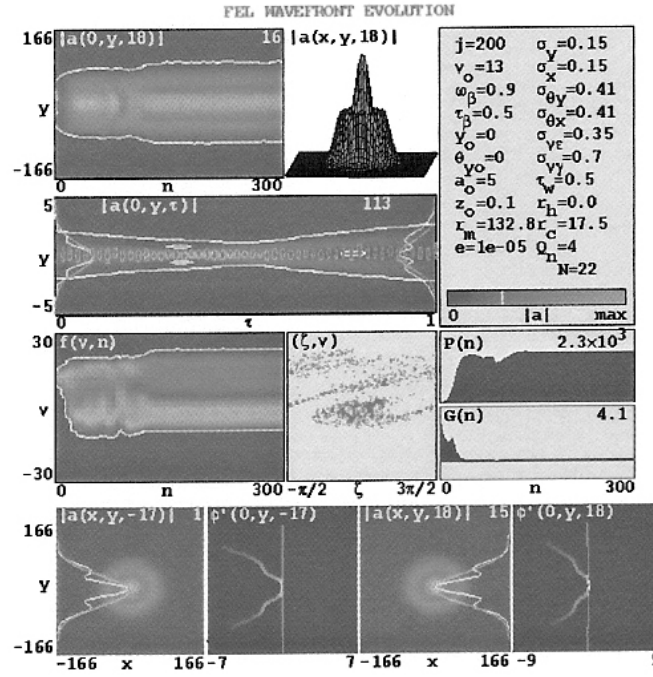 FEL WAVEFRONT EVOLUTION
166 |a(0,y,18)| 16
y
-166
0 n 300
|a(x,y,18)|
j=200 σy=0.15
νo=13 σx=0.15
ωβ=0.9 σθy=0.41
τβ=0.5 σθx=0.41
yo=0 σνε=0.35
θyo=0 σνγ=0.7
ao=5 τw=0.5
zo=0.1 rh=0.0
rm=132.8 rc=17.5
e=1e-05 Qn=4
N=22
0 |a| max
5 |a(0,y,τ)| 113
y
-5
0 τ 1
30 f(ν,n)
ν
-30
0 n 300
(ζ,ν)
-π/2 ζ 3π/2
P(n) 2.3×10³
G(n) 4.1
0 n 300
166 |a(x,y,-17)| 1
y
-166
-166 x 166
ϕ'(0,y,-17)
-7 7
|a(x,y,18)| 15
-166 x 166
ϕ'(0,y,18)
-9